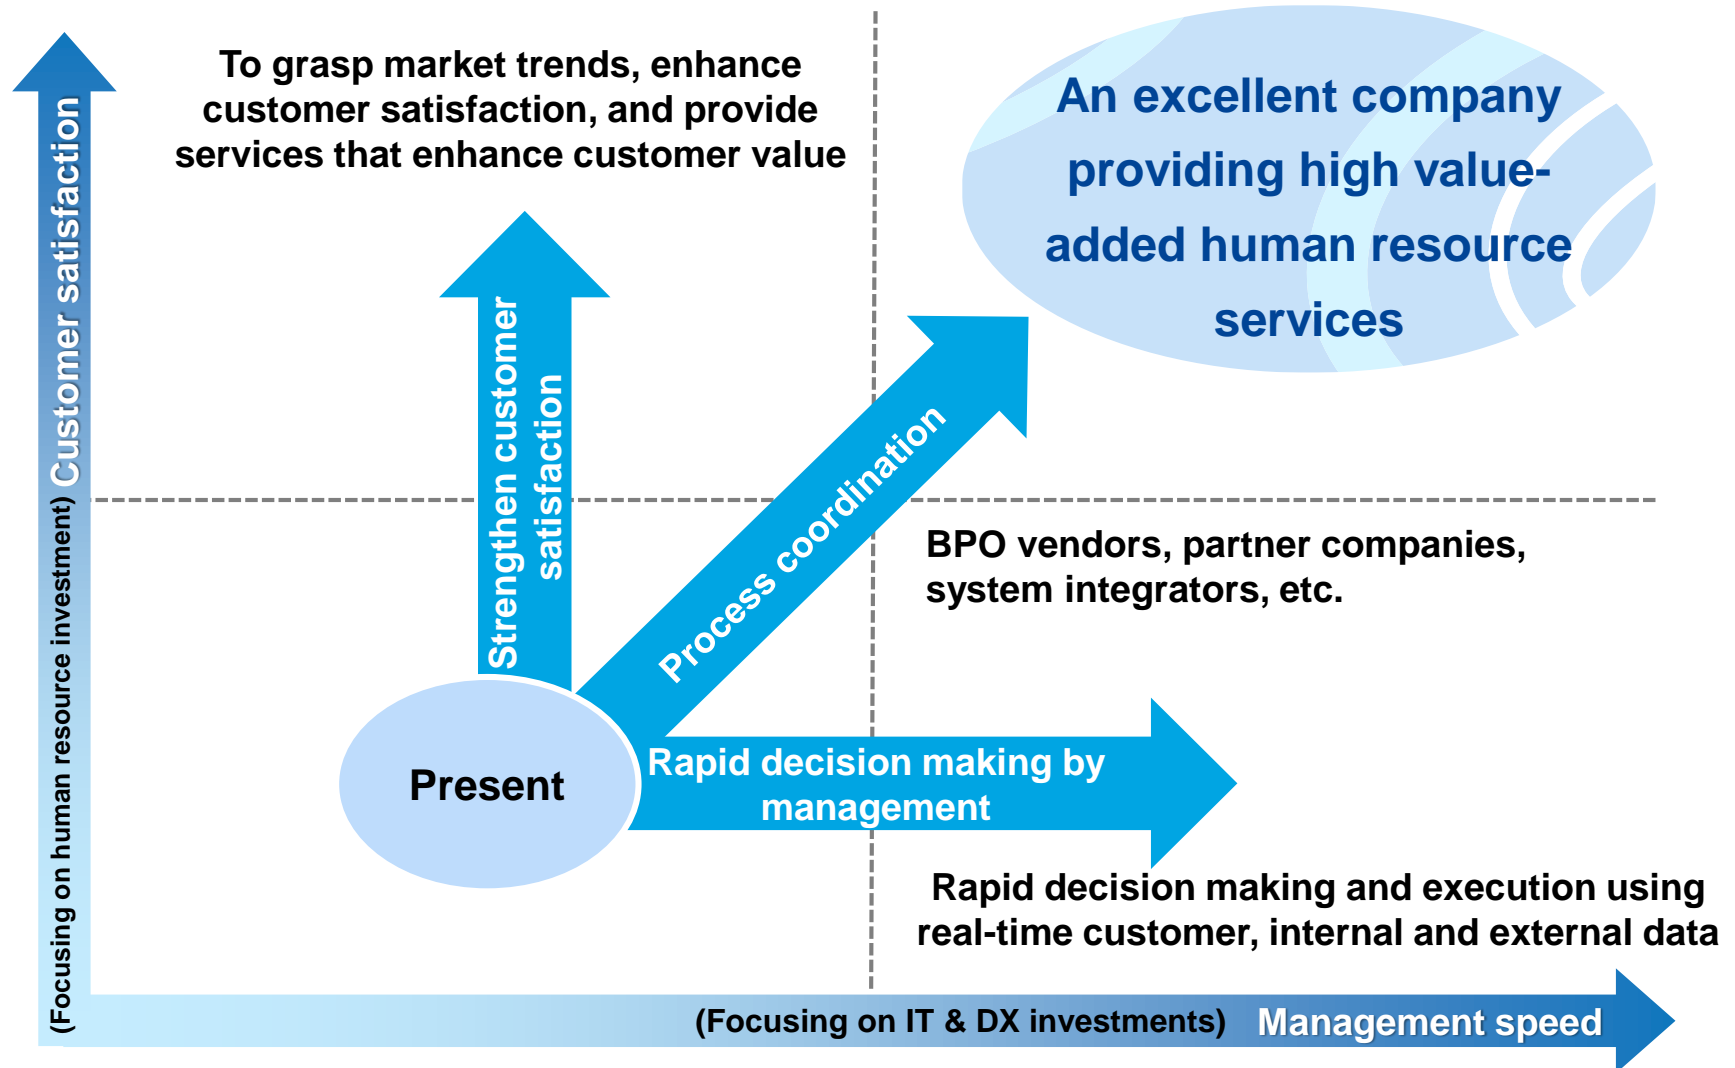 To grasp market trends, enhance
customer satisfaction, and provide
services that enhance customer value
An excellent company
providing high value-
added human resource
services
(Focusing on human resource investment) Customer satisfaction
Strengthen customer
satisfaction
Process coordination
BPO vendors, partner companies,
system integrators, etc.
Present
Rapid decision making by
management
Rapid decision making and execution using
real-time customer, internal and external data
(Focusing on IT & DX investments) Management speed